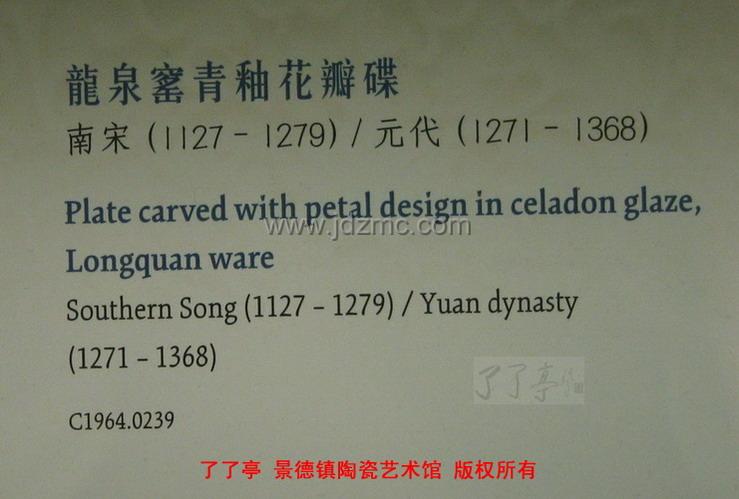 龍泉窰青釉花瓣碟
南宋 (1127 – 1279) / 元代 (1271 – 1368)
Plate carved with petal design in celadon glaze,
www.jdzmc.com
Longquan ware
Southern Song (1127 – 1279) / Yuan dynasty
(1271 – 1368)
了了亭
C1964.0239
了了亭 景德镇陶瓷艺术馆 版权所有